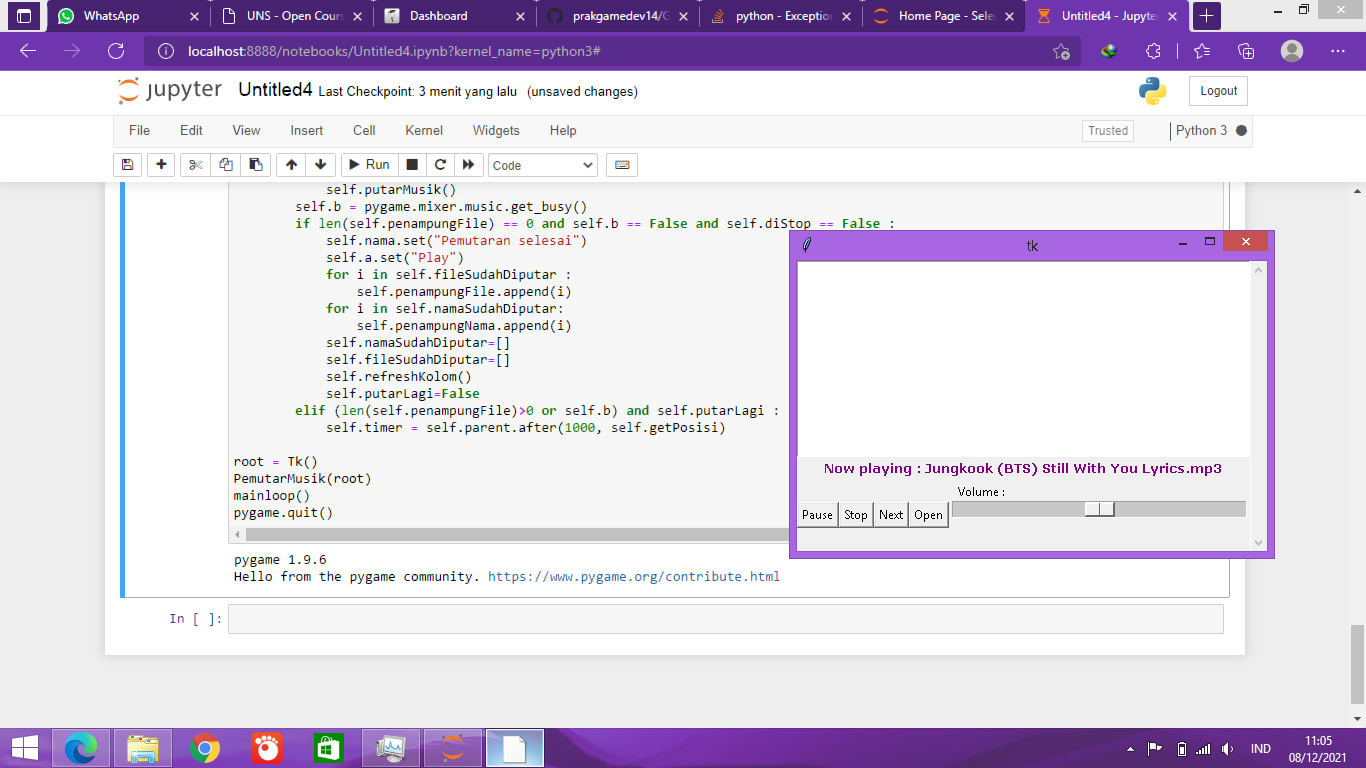 WhatsApp
UNS - Open Cours
Dashboard
prakgamedev14/G
python - Exception
Home Page - Sele
Untitled4 - Jupyter
localhost:8888/notebooks/Untitled4.ipynb?kernel_name=python3#
jupyter Untitled4 Last Checkpoint: 3 menit yang lalu (unsaved changes)
Logout
File Edit View Insert Cell Kernel Widgets Help
Trusted Python 3
Run Code
self.putarMusik()
self.b = pygame.mixer.music.get_busy()
if len(self.penampungFile) == 0 and self.b == False and self.diStop == False :
self.nama.set("Pemutaran selesai")
self.a.set("Play")
for i in self.fileSudahDiputar :
self.penampungFile.append(i)
for i in self.namaSudahDiputar:
self.penampungNama.append(i)
self.namaSudahDiputar=[]
self.fileSudahDiputar=[]
self.refreshKolom()
self.putarLagi=False
elif (len(self.penampungFile)>0 or self.b) and self.putarLagi :
self.timer = self.parent.after(1000, self.getPosisi)
root = Tk()
PemutarMusik(root)
mainloop()
pygame.quit()
pygame 1.9.6
Hello from the pygame community. https://www.pygame.org/contribute.html
In [ ]:
tk
Now playing : Jungkook (BTS) Still With You Lyrics.mp3
Volume :
Pause Stop Next Open
IND
11:05
08/12/2021